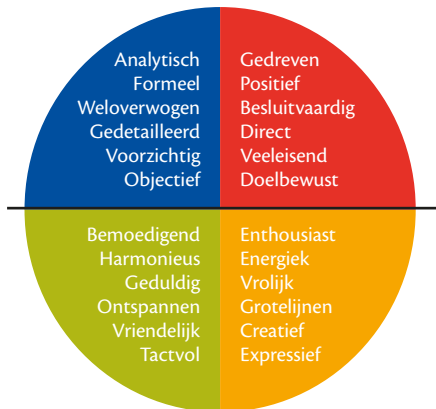 Analytisch
Formeel
Weloverwogen
Gedetailleerd
Voorzichtig
Objectief
Gedreven
Positief
Besluitvaardig
Direct
Veeleisend
Doelbewust
Bemoedigend
Harmonieus
Geduldig
Ontspannen
Vriendelijk
Tactvol
Enthousiast
Energiek
Vrolijk
Grotelijnen
Creatief
Expressief